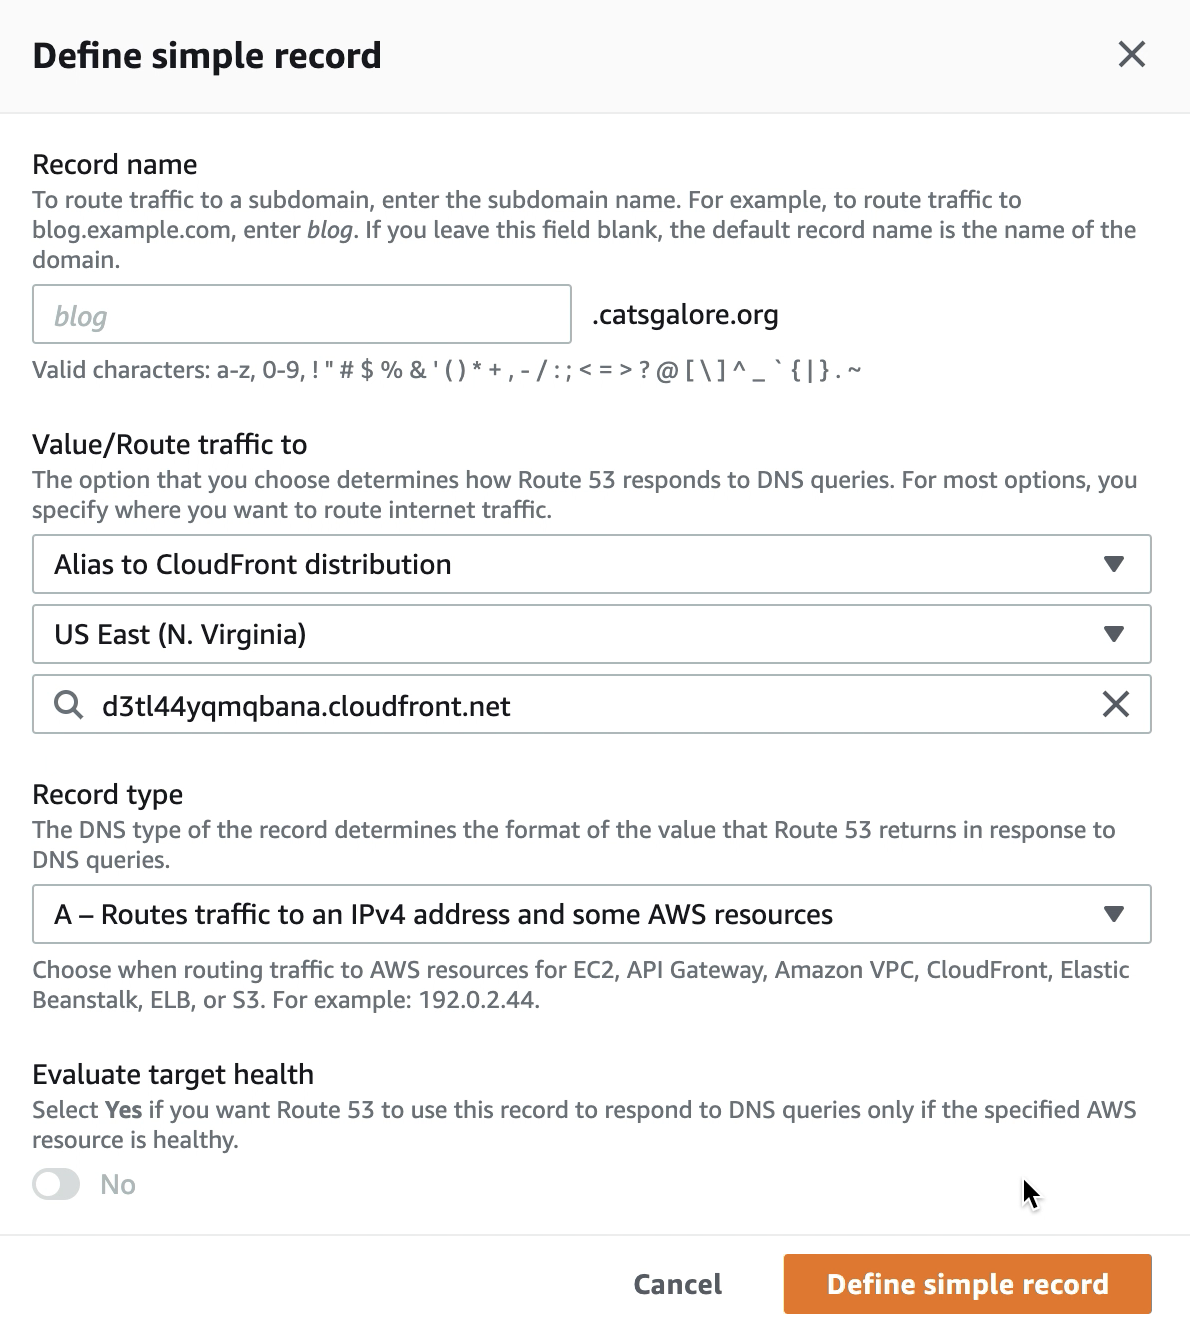 Define simple record
Record name
To route traffic to a subdomain, enter the subdomain name. For example, to route traffic to
blog.example.com, enter blog. If you leave this field blank, the default record name is the name of the
domain.
blog
.catsgalore.org
Valid characters: a-z, 0-9, ! " # $ % & ' ( ) * + , - / : ; < = > ? @ [ \ ] ^ _ ` { | } . ~
Value/Route traffic to
The option that you choose determines how Route 53 responds to DNS queries. For most options, you
specify where you want to route internet traffic.
Alias to CloudFront distribution
US East (N. Virginia)
d3tl44yqmqbana.cloudfront.net
Record type
The DNS type of the record determines the format of the value that Route 53 returns in response to
DNS queries.
A – Routes traffic to an IPv4 address and some AWS resources
Choose when routing traffic to AWS resources for EC2, API Gateway, Amazon VPC, CloudFront, Elastic
Beanstalk, ELB, or S3. For example: 192.0.2.44.
Evaluate target health
Select Yes if you want Route 53 to use this record to respond to DNS queries only if the specified AWS
resource is healthy.
No
Cancel
Define simple record